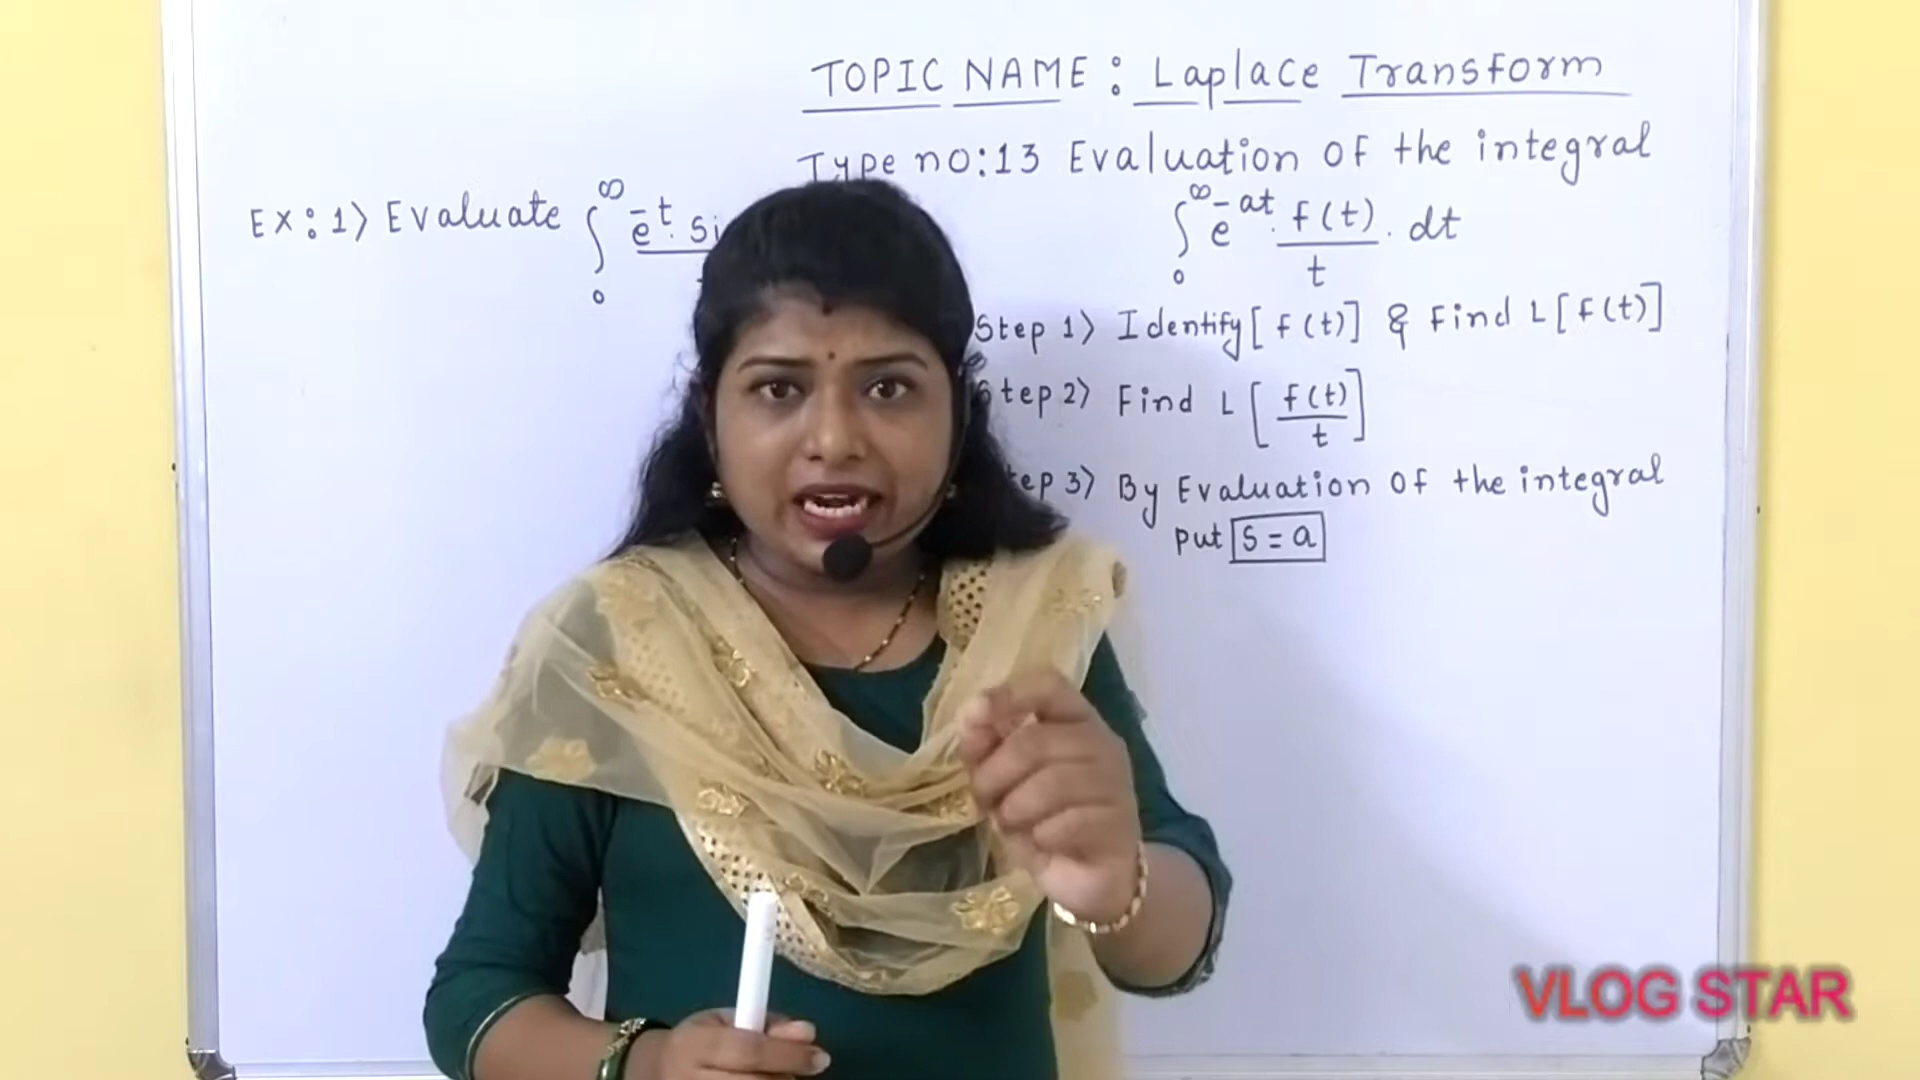 TOPIC NAME : Laplace Transform
Type no:13 Evaluation of the integral
∫₀^∞ e^-at . f(t)/t . dt
Step 1) Identify [f(t)] & Find L[f(t)]
Step 2) Find L[f(t)/t]
Step 3) By Evaluation of the integral
put s = a
Ex: 1) Evaluate ∫₀^∞ e^-t .
VLOG STAR